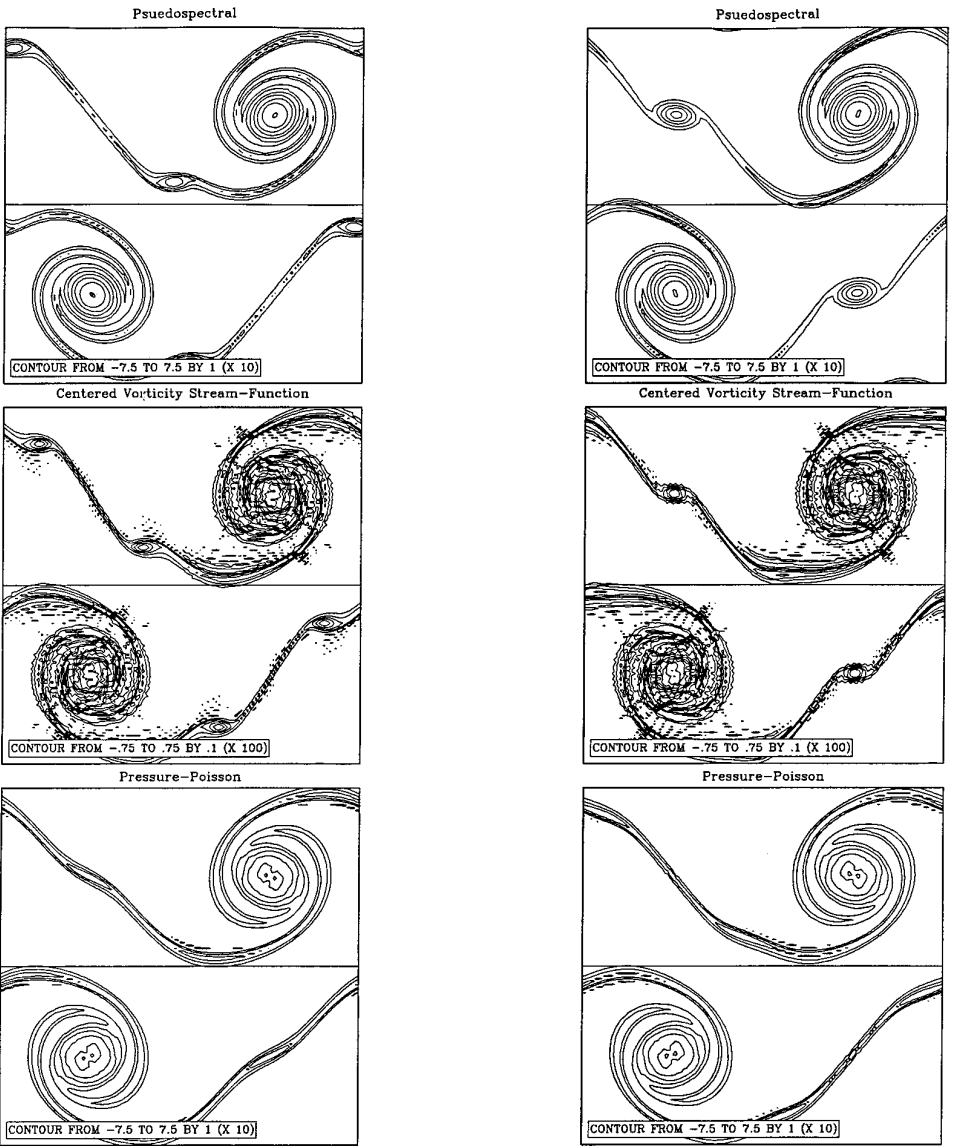 Psuedospectral
Psuedospectral
CONTOUR FROM -7.5 TO 7.5 BY 1 (X 10)
CONTOUR FROM -7.5 TO 7.5 BY 1 (X 10)
Centered Vorticity Stream-Function
Centered Vorticity Stream-Function
CONTOUR FROM -.75 TO .75 BY .1 (X 100)
CONTOUR FROM -.75 TO .75 BY .1 (X 100)
Pressure-Poisson
Pressure-Poisson
CONTOUR FROM -7.5 TO 7.5 BY 1 (X 10)
CONTOUR FROM -7.5 TO 7.5 BY 1 (X 10)